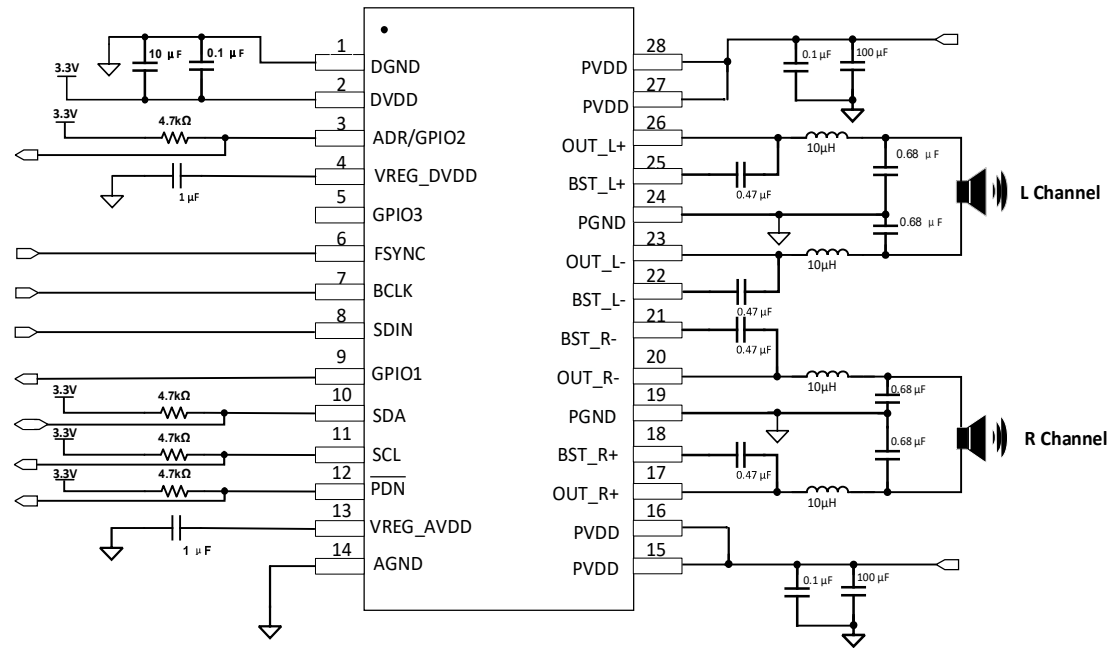 10 μF
0.1 μF
3.3V
1
DGND
2
DVDD
3.3V
4.7kΩ
3
ADR/GPIO2
4
VREG_DVDD
1 μF
5
GPIO3
6
FSYNC
7
BCLK
8
SDIN
9
GPIO1
3.3V
4.7kΩ
10
SDA
3.3V
4.7kΩ
11
SCL
3.3V
4.7kΩ
12
PDN
13
VREG_AVDD
1 μF
14
AGND
28
PVDD
0.1 μF
100 μF
27
PVDD
26
OUT_L+
10μH
25
BST_L+
0.47 μF
0.68 μF
L Channel
24
PGND
0.68 μF
23
OUT_L-
10μH
22
BST_L-
0.47 μF
21
BST_R-
0.47 μF
20
OUT_R-
10μH
0.68 μF
19
PGND
R Channel
18
BST_R+
0.47 μF
0.68 μF
17
OUT_R+
10μH
16
PVDD
15
PVDD
0.1 μF
100 μF